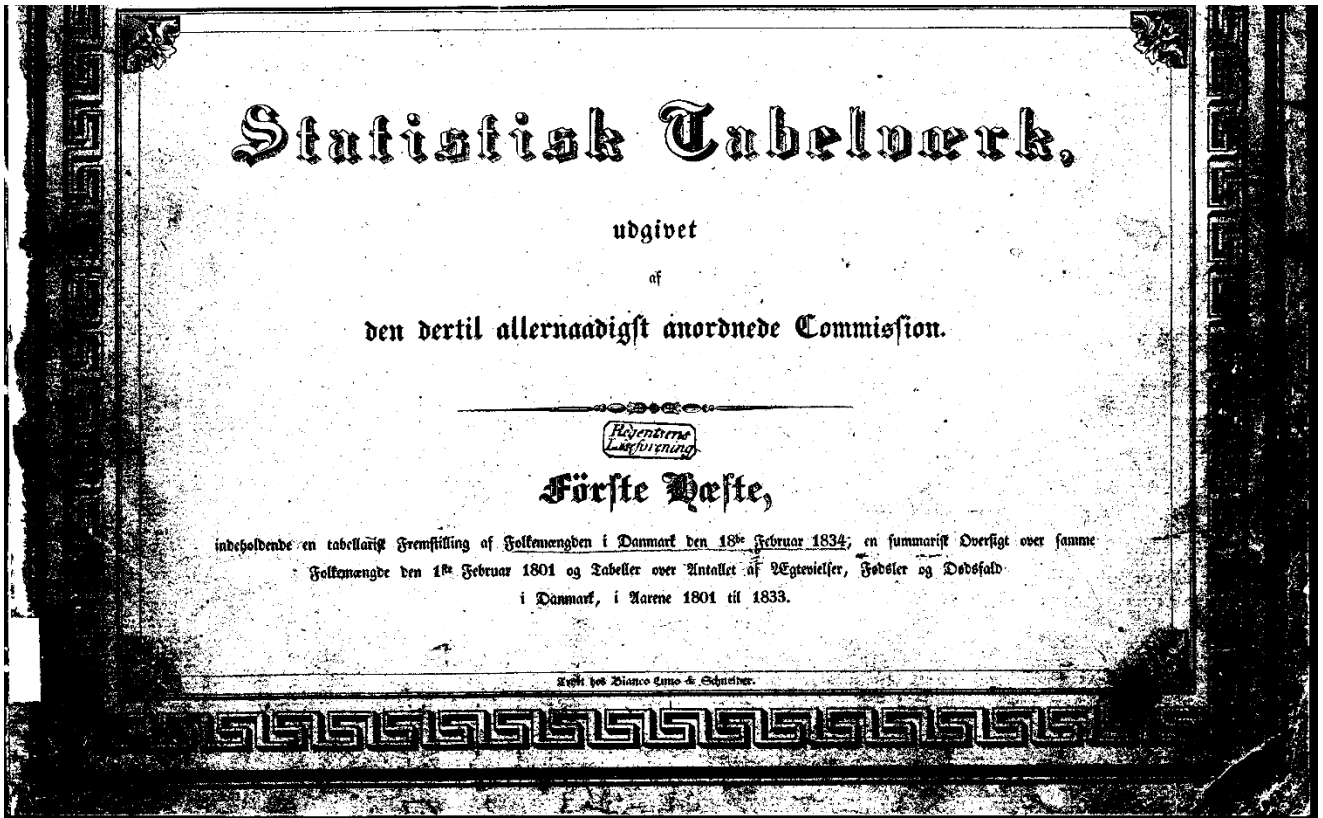 Statistisk Tabelværk,
udgivet
af
den dertil allernaadigst anordnede Commission.
Regentsens
Læseforening
Förste Hæfte,
indeholdende en tabellarisk Fremstilling af Folkemængden i Danmark den 18de Februar 1834, en summarisk Oversigt over samme
Folkemængde den 1ste Februar 1801 og Tabeller over Antallet af Ægtevielser, Fødsler og Dødsfald
i Danmark, i Aarene 1801 til 1833.
Trykt hos Bianco Luno & Schneider.